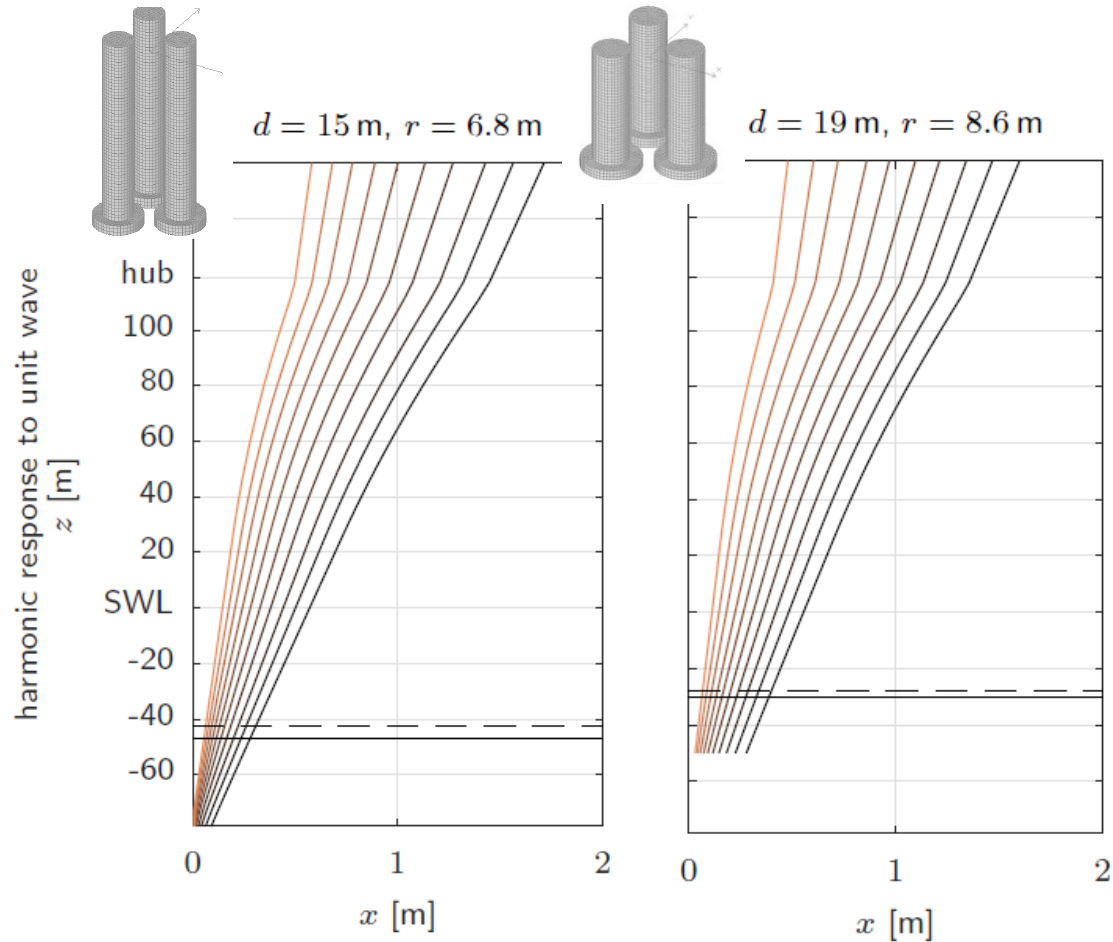 d = 15 m, r = 6.8 m
d = 19 m, r = 8.6 m
harmonic response to unit wave
z [m]
hub
100
80
60
40
20
SWL
-20
-40
-60
0 1 2
x [m]
0 1 2
x [m]